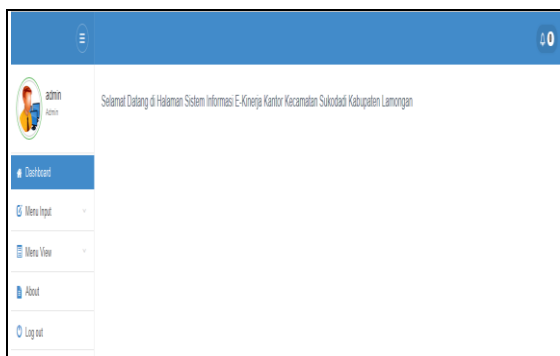 0
admin
Admin
Selamat Datang di Halaman Sistem Informasi E-Kinerja Kantor Kecamatan Sukodadi Kabupaten Lamongan
Dashboard
Menu Input
Menu View
About
Log out